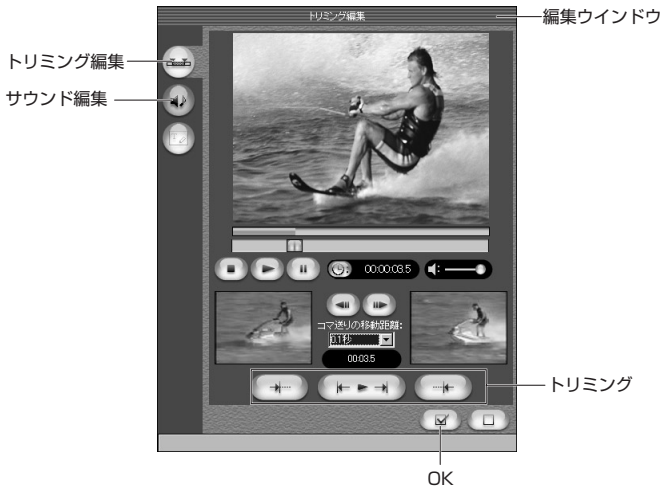 トリミング編集
編集ウインドウ
トリミング編集
サウンド編集
00:00:03.5
コマ送りの移動距離:
0.1秒
00:03.5
トリミング
OK